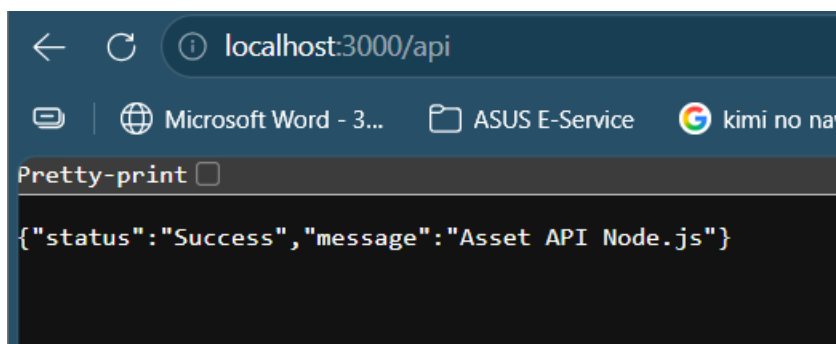 localhost:3000/api
Microsoft Word - 3... ASUS E-Service kimi no na
Pretty-print
{"status":"Success","message":"Asset API Node.js"}